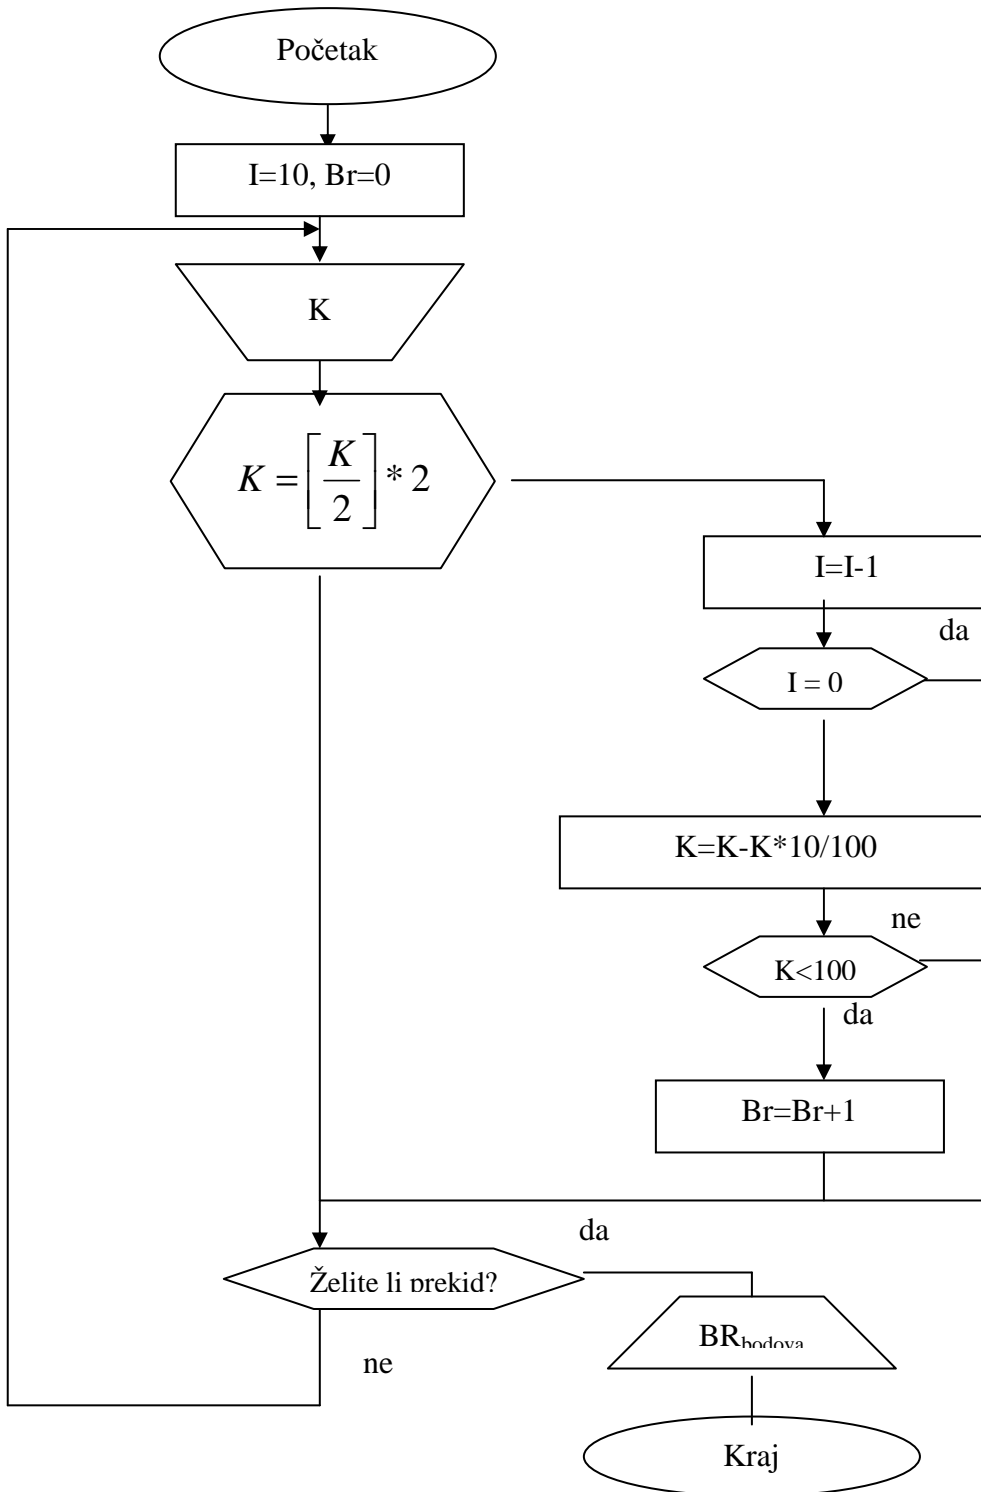 Početak
I=10, Br=0
K
K = [K/2] * 2
I=I-1
da
I = 0
K=K-K*10/100
ne
K<100
da
Br=Br+1
da
Želite li prekid?
BRbodova
ne
Kraj